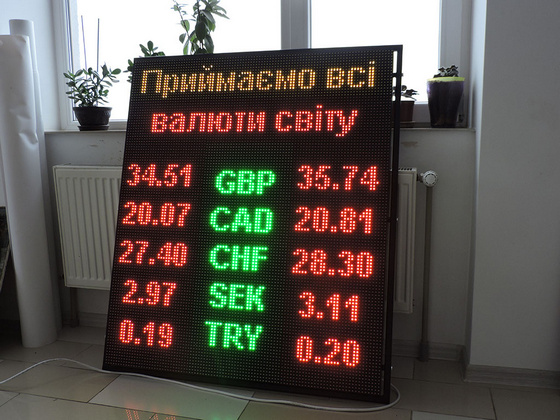 Приймаємо всі
валюти світу
34.51 GBP 35.74
20.07 CAD 20.81
27.40 CHF 28.30
2.97 SEK 3.11
0.19 TRY 0.20